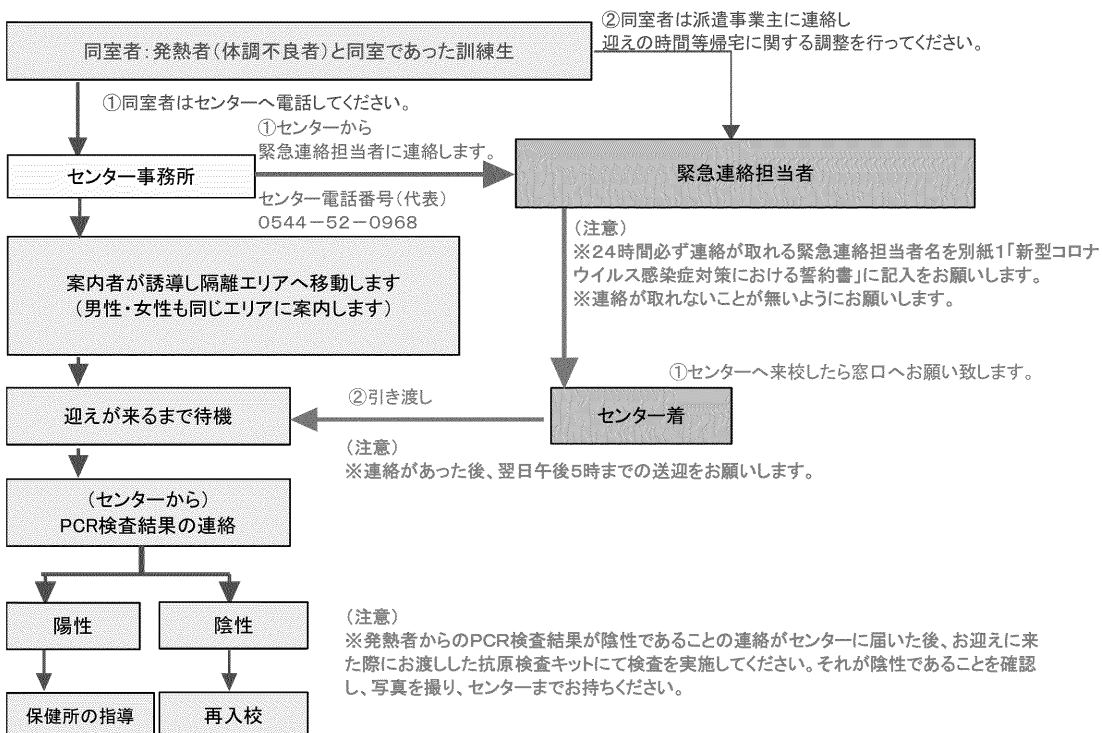 ②同室者は派遣事業主に連絡し
迎えの時間等帰宅に関する調整を行ってください。
同室者：発熱者（体調不良者）と同室であった訓練生
①同室者はセンターへ電話してください。
①センターから
緊急連絡担当者に連絡します。
センター事務所
緊急連絡担当者
センター電話番号（代表）
０５４４－５２－０９６８
（注意）
※２４時間必ず連絡が取れる緊急連絡担当者名を別紙１「新型コロナ
ウイルス感染症対策における誓約書」に記入をお願いします。
※連絡が取れないことが無いようにお願いします。
案内者が誘導し隔離エリアへ移動します
（男性・女性も同じエリアに案内します）
①センターへ来校したら窓口へお願い致します。
迎えが来るまで待機
②引き渡し
センター着
（注意）
※連絡があった後、翌日午後５時までの送迎をお願いします。
（センターから）
PCR検査結果の連絡
陽性
陰性
（注意）
※発熱者からのPCR検査結果が陰性であることの連絡がセンターに届いた後、お迎えに来
た際にお渡しした抗原検査キットにて検査を実施してください。それが陰性であることを確認
し、写真を撮り、センターまでお持ちください。
保健所の指導
再入校